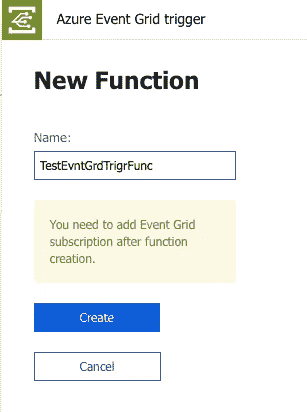 Azure Event Grid trigger
New Function
Name:
TestEvntGrdTrigrFunc
You need to add Event Grid
subscription after function
creation.
Create
Cancel